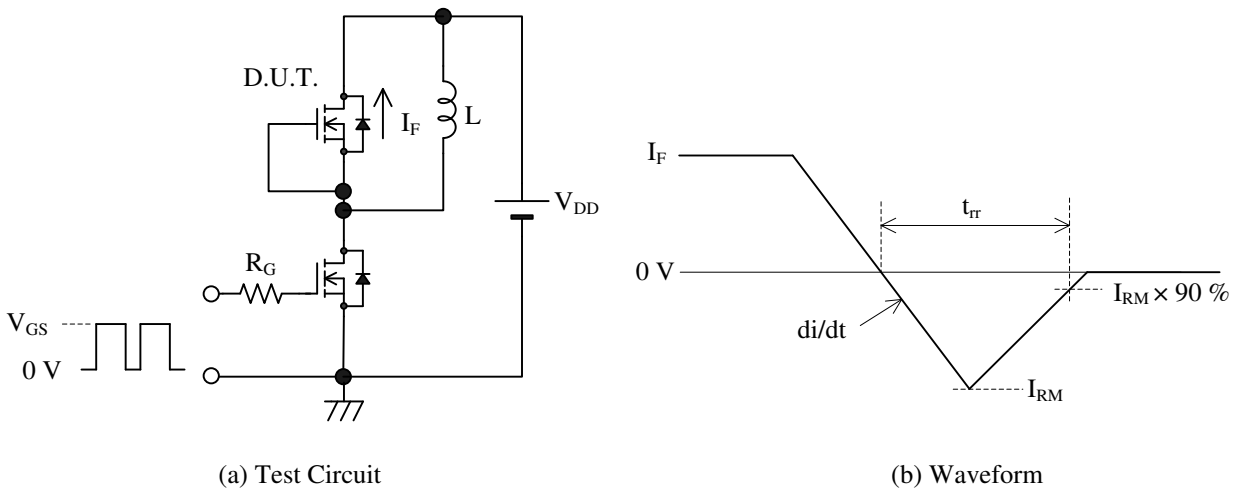 D.U.T.
I_F
L
V_DD
R_G
V_GS
0 V
(a) Test Circuit
I_F
t_rr
0 V
I_RM × 90 %
di/dt
I_RM
(b) Waveform